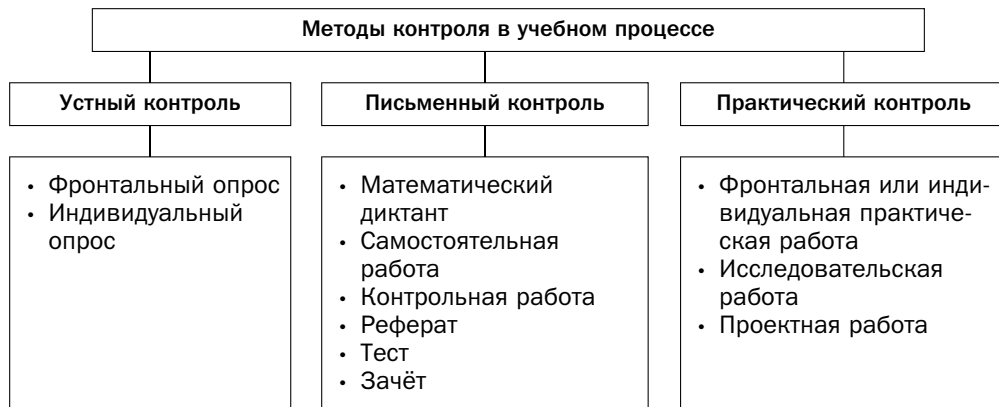 Методы контроля в учебном процессе
Устный контроль
• Фронтальный опрос
• Индивидуальный
опрос
Письменный контроль
• Математический
диктант
• Самостоятельная
работа
• Контрольная работа
• Реферат
• Тест
• Зачёт
Практический контроль
• Фронтальная или инди-
видуальная практиче-
ская работа
• Исследовательская
работа
• Проектная работа